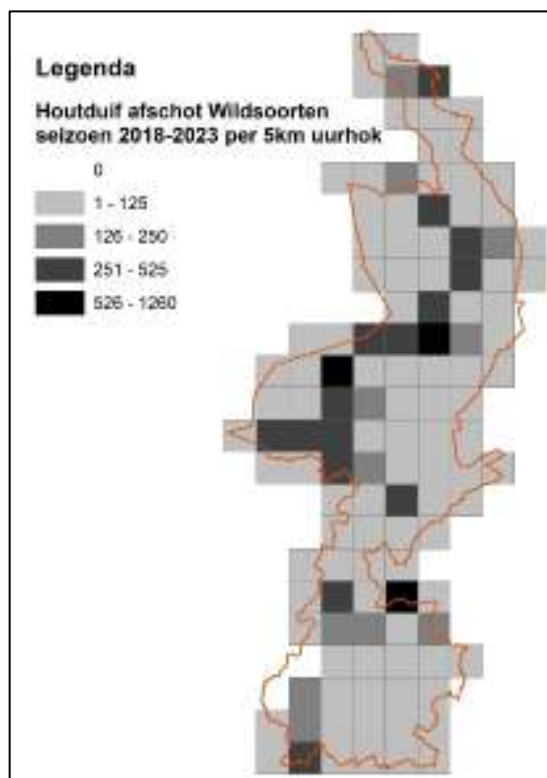 Legenda
Houtduif afschot Wildsoorten
seizoen 2018-2023 per 5km uurhok
0
1 - 125
126 - 250
251 - 525
526 - 1260